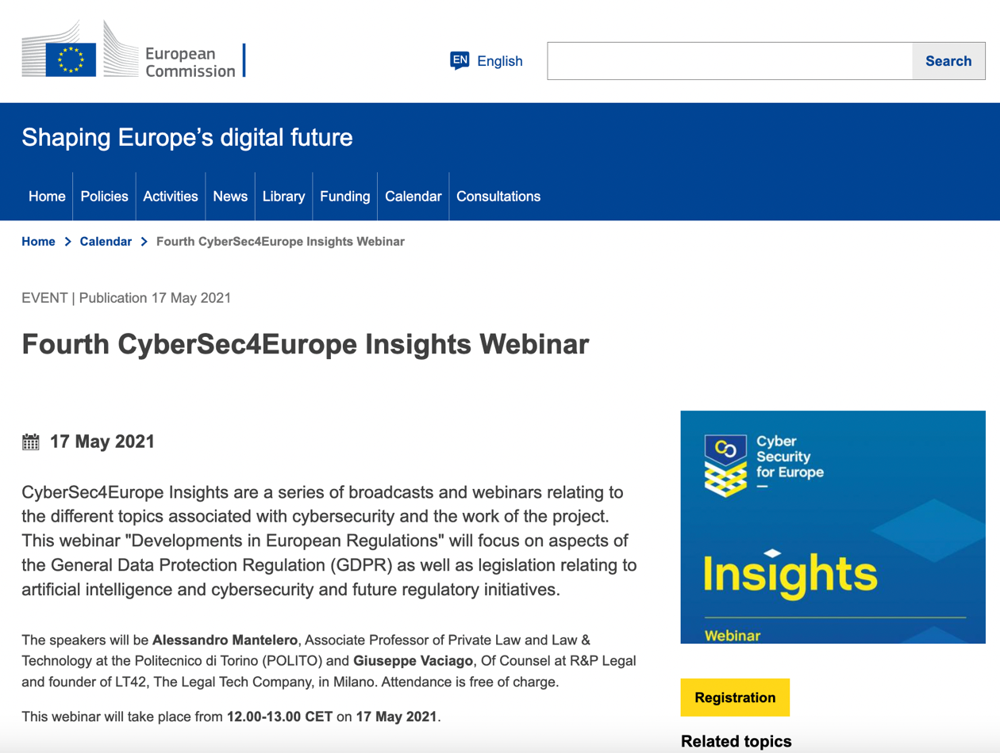 European
Commission
EN English
Search
Shaping Europe’s digital future
Home Policies Activities News Library Funding Calendar Consultations
Home > Calendar > Fourth CyberSec4Europe Insights Webinar
EVENT | Publication 17 May 2021
Fourth CyberSec4Europe Insights Webinar
17 May 2021
CyberSec4Europe Insights are a series of broadcasts and webinars relating to
the different topics associated with cybersecurity and the work of the project.
This webinar "Developments in European Regulations" will focus on aspects of
the General Data Protection Regulation (GDPR) as well as legislation relating to
artificial intelligence and cybersecurity and future regulatory initiatives.
The speakers will be Alessandro Mantelero, Associate Professor of Private Law and Law &
Technology at the Politecnico di Torino (POLITO) and Giuseppe Vaciago, Of Counsel at R&P Legal
and founder of LT42, The Legal Tech Company, in Milano. Attendance is free of charge.
This webinar will take place from 12.00-13.00 CET on 17 May 2021.
Cyber
Security
for Europe
Insights
Webinar
Registration
Related topics